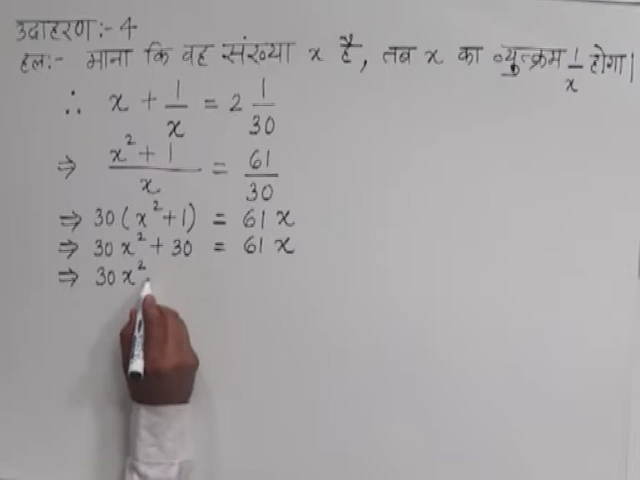 उदाहरण:- 4
हल:- माना कि वह संख्या x है, तब x का व्युत्क्रम 1/x होगा।
∴ x + 1/x = 2 1/30
⇒ (x² + 1)/x = 61/30
⇒ 30(x² + 1) = 61x
⇒ 30x² + 30 = 61x
⇒ 30x²